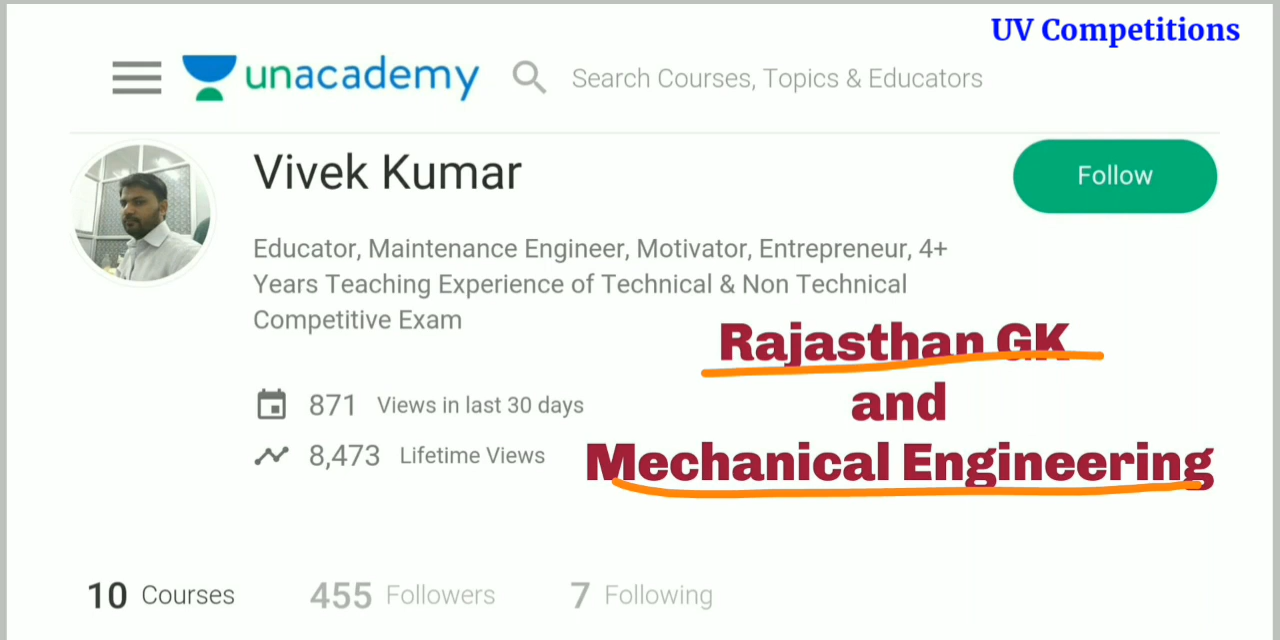 UV Competitions
unacademy
Search Courses, Topics & Educators
Vivek Kumar
Follow
Educator, Maintenance Engineer, Motivator, Entrepreneur, 4+
Years Teaching Experience of Technical & Non Technical
Competitive Exam
Rajasthan GK
and
Mechanical Engineering
871 Views in last 30 days
8,473 Lifetime Views
10 Courses
455 Followers
7 Following